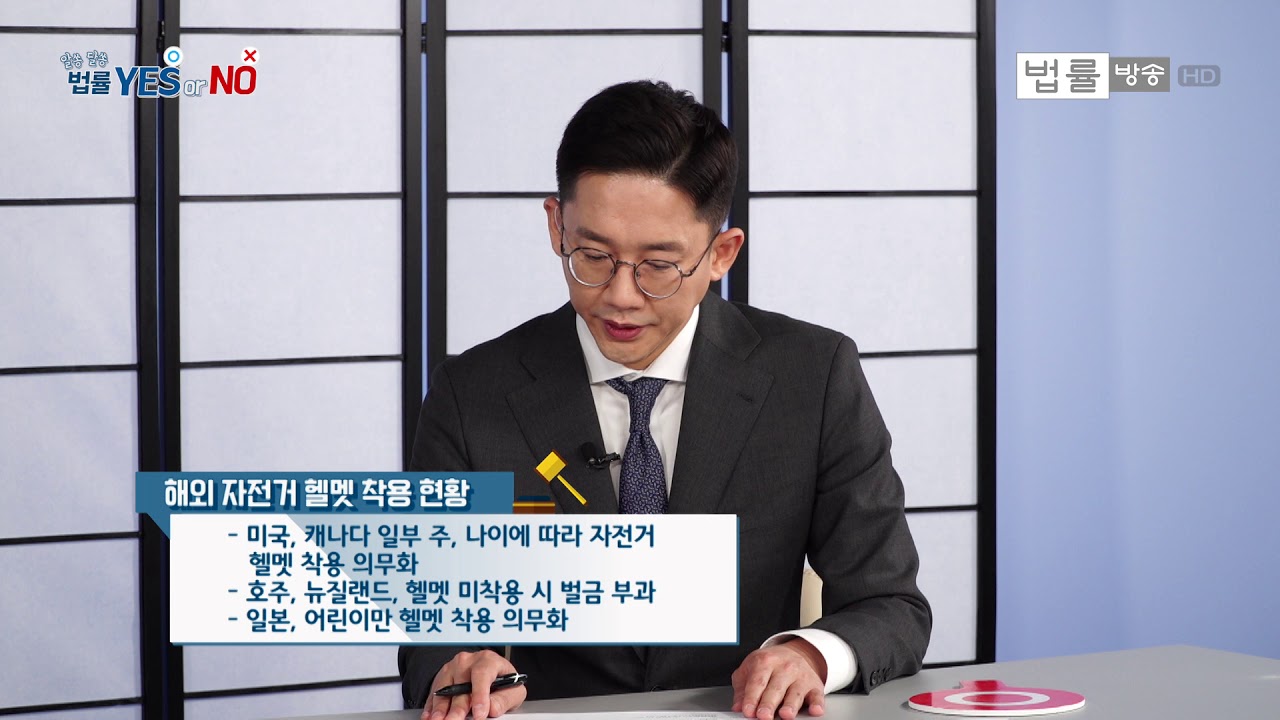 알쏭 달쏭
법률 YES or NO
법률방송 HD
해외 자전거 헬멧 착용 현황
- 미국, 캐나다 일부 주, 나이에 따라 자전거
헬멧 착용 의무화
- 호주, 뉴질랜드, 헬멧 미착용 시 벌금 부과
- 일본, 어린이만 헬멧 착용 의무화